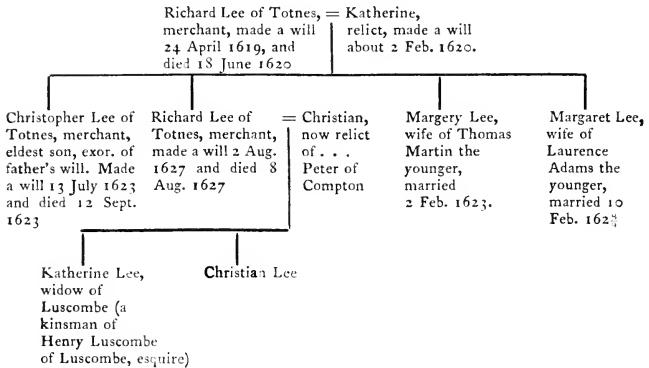 Richard Lee of Totnes,
merchant, made a will
24 April 1619, and
died 18 June 1620
=
Katherine,
relict, made a will
about 2 Feb. 1620.
Christopher Lee of
Totnes, merchant,
eldest son, exor. of
father's will. Made
a will 13 July 1623
and died 12 Sept.
1623
Richard Lee of
Totnes, merchant,
made a will 2 Aug.
1627 and died 8
Aug. 1627
=
Christian,
now relict
of . . .
Peter of
Compton
Margery Lee,
wife of Thomas
Martin the
younger,
married
2 Feb. 1623.
Margaret Lee,
wife of
Laurence
Adams the
younger,
married 10
Feb.
Katherine Lee,
widow of
Luscombe (a
kinsman of
Henry Luscombe
of Luscombe, esquire)
Christian Lee